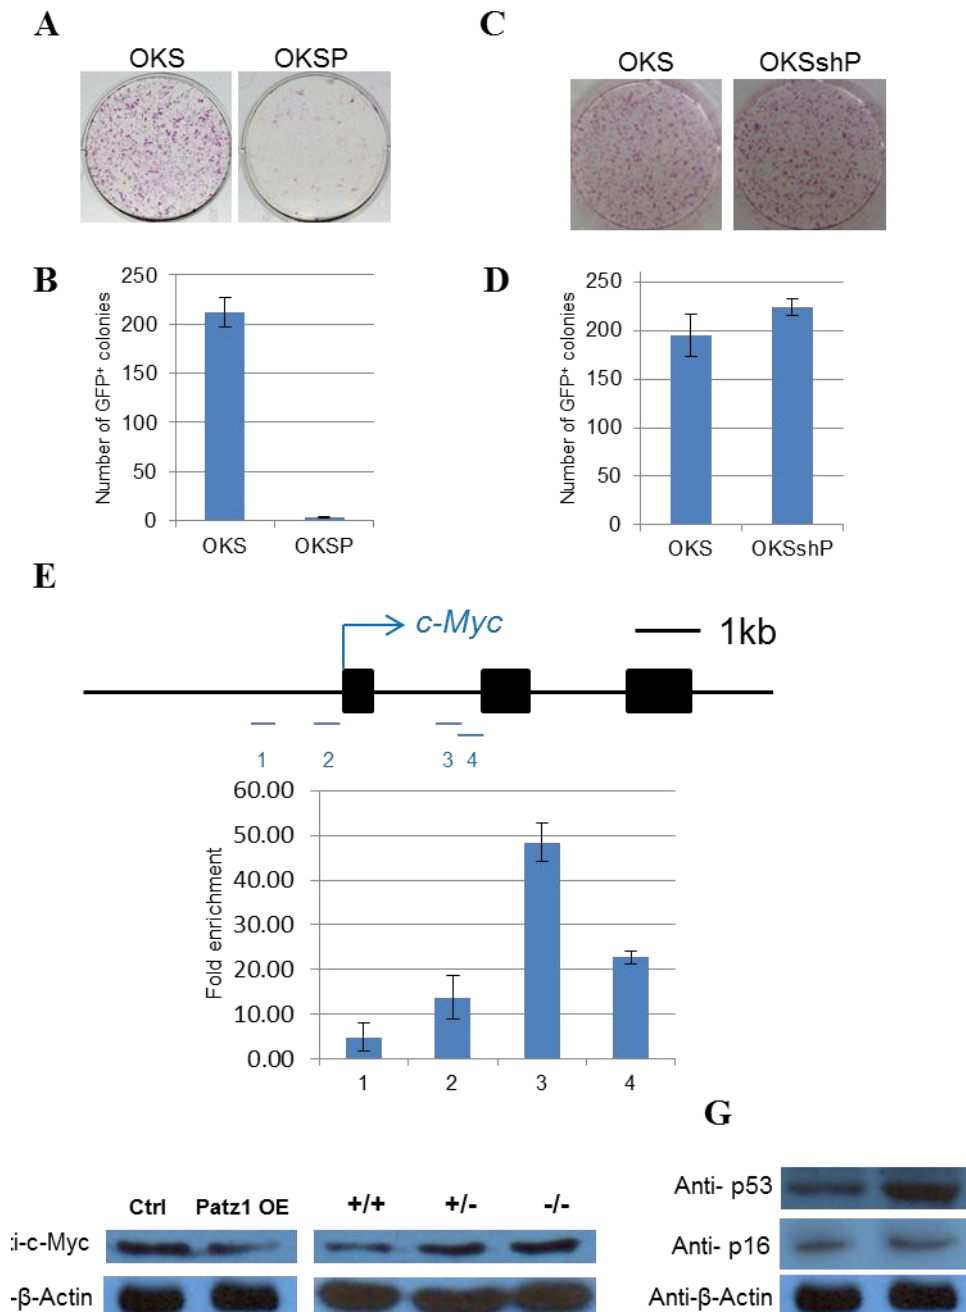 A
OKS OKSP
C
OKS OKSshP
B
Number of GFP⁺ colonies
250
200
150
100
50
0
OKS OKSP
D
Number of GFP⁺ colonies
250
200
150
100
50
0
OKS OKSshP
E
c-Myc
1kb
1 2 3 4
Fold enrichment
60.00
50.00
40.00
30.00
20.00
10.00
0.00
1 2 3 4
Ctrl Patz1 OE +/+ +/- -/-
i-c-Myc
-β-Actin
G
Anti- p53
Anti- p16
Anti-β-Actin